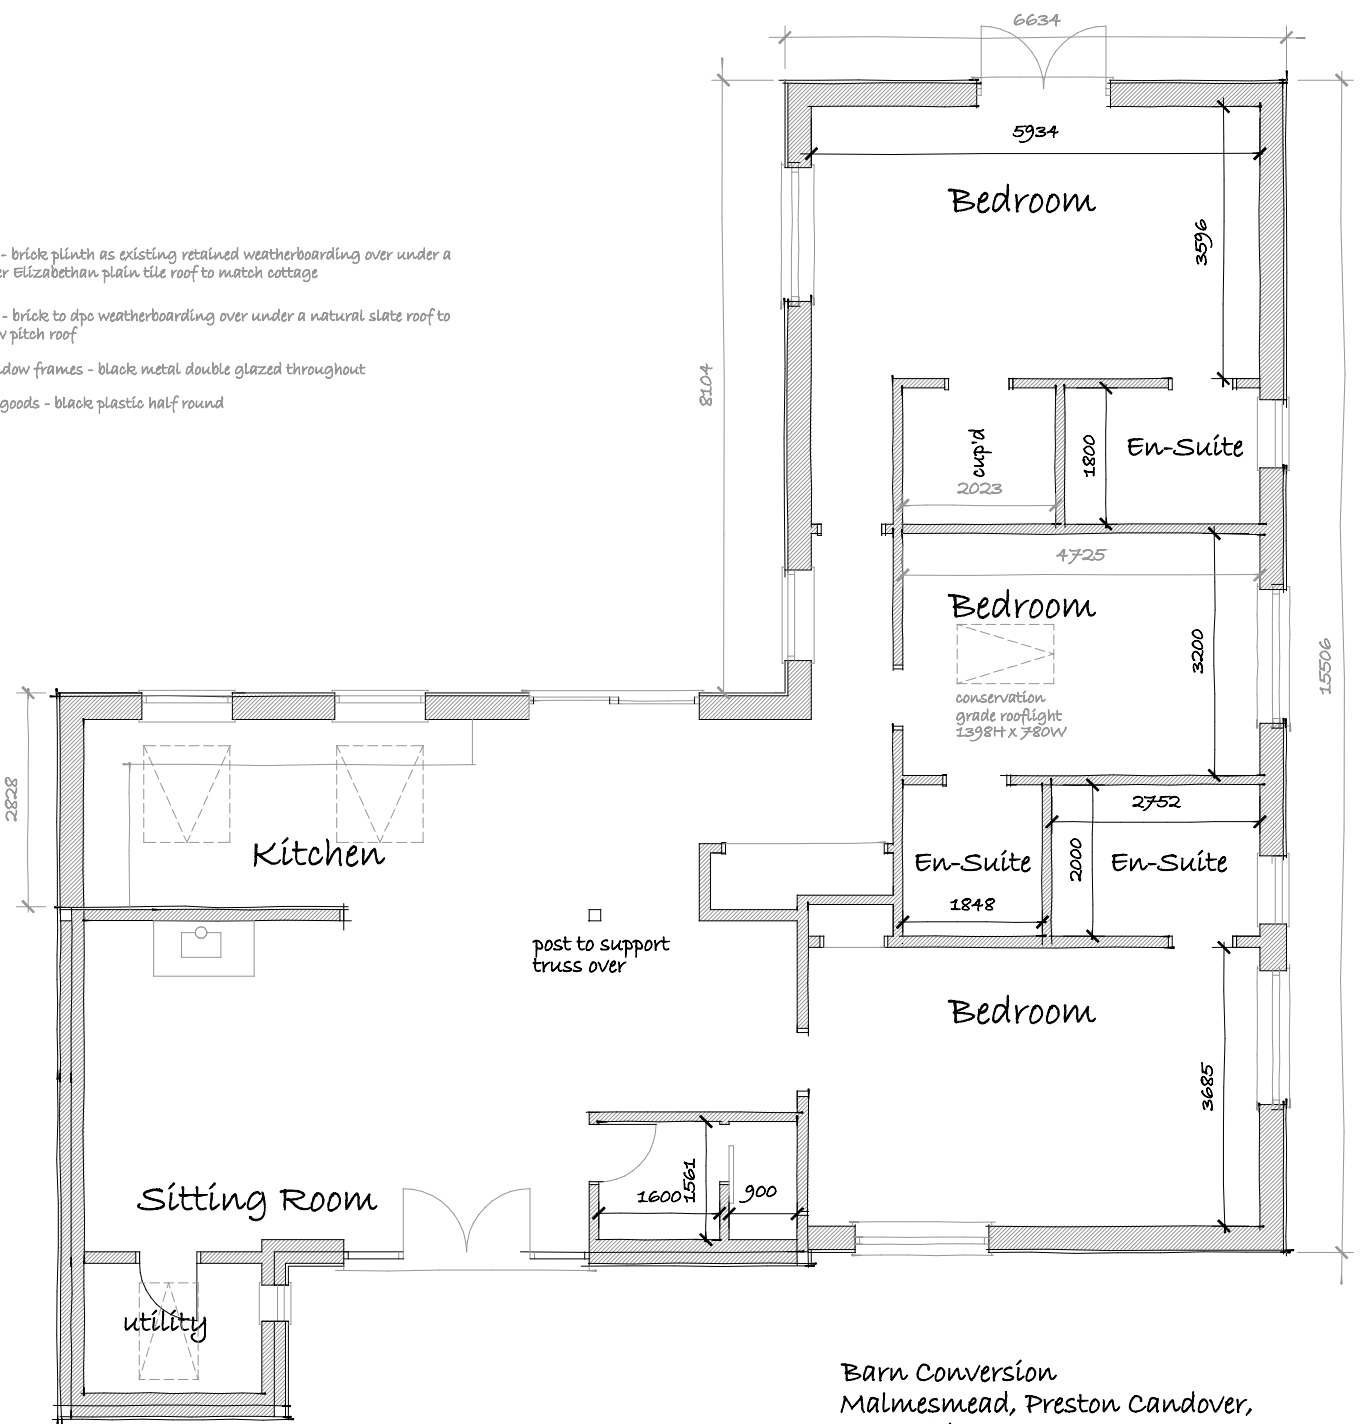 6634
5934
Bedroom
3596
- brick plinth as existing retained weatherboarding over under a
er Elizabethan plain tile roof to match cottage
- brick to dpc weatherboarding over under a natural slate roof to
w pitch roof
dow frames - black metal double glazed throughout
goods - black plastic half round
8104
cup'd
2023
1800
En-Suite
4725
Bedroom
3200
15506
conservation
grade rooflight
1398H x 780W
2828
Kitchen
2752
En-Suite
2000
En-Suite
1848
post to support
truss over
Bedroom
3685
Sitting Room
1600
1561
900
utility
Barn Conversion
Malmesmead, Preston Candover,